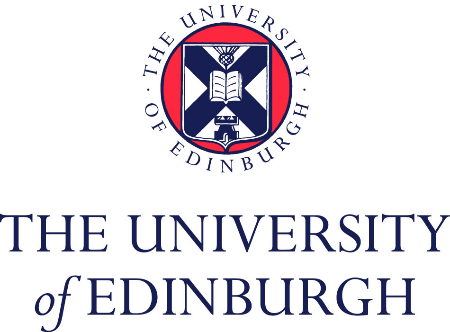 · THE UNIVERSITY ·
OF EDINBURGH
THE UNIVERSITY
of EDINBURGH